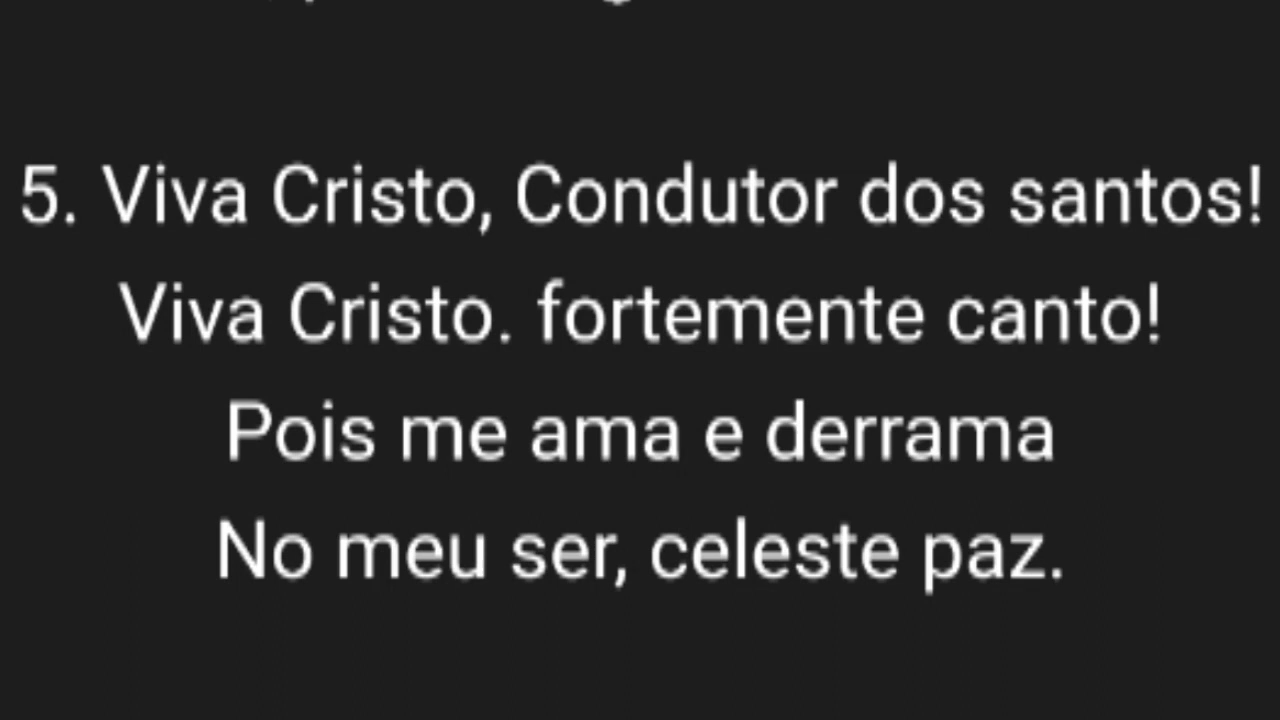 5. Viva Cristo, Condutor dos santos!
Viva Cristo. fortemente canto!
Pois me ama e derrama
No meu ser, celeste paz.